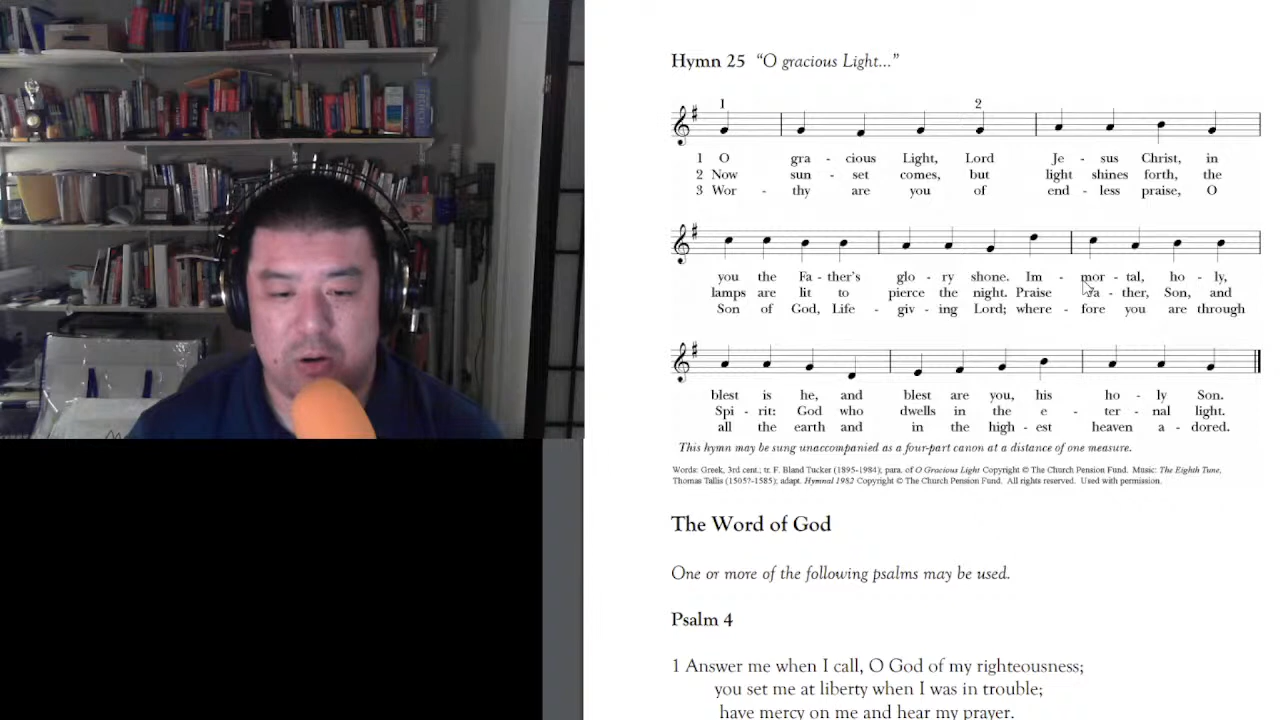 Hymn 25 “O gracious Light...”
1 2
1 O gra - cious Light, Lord Je - sus Christ, in
2 Now sun - set comes, but light shines forth, the
3 Wor - thy are you of end - less praise, O
you the Fa - ther's glo - ry shone. Im - mor - tal, ho - ly,
lamps are lit to pierce the night. Praise Fa - ther, Son, and
Son of God, Life - giv - ing Lord; where - fore you are through
blest is he, and blest are you, his ho - ly Son.
Spi - rit: God who dwells in the e - ter - nal light.
all the earth and in the high - est heaven a - dored.
This hymn may be sung unaccompanied as a four-part canon at a distance of one measure.
Words: Greek, 3rd cent.; tr. F. Bland Tucker (1895-1984); para. of O Gracious Light Copyright © The Church Pension Fund. Music: The Eighth Tune,
Thomas Tallis (1505?-1585); adapt. Hymnal 1982 Copyright © The Church Pension Fund. All rights reserved. Used with permission.
The Word of God
One or more of the following psalms may be used.
Psalm 4
1 Answer me when I call, O God of my righteousness;
you set me at liberty when I was in trouble;
have mercy on me and hear my prayer.